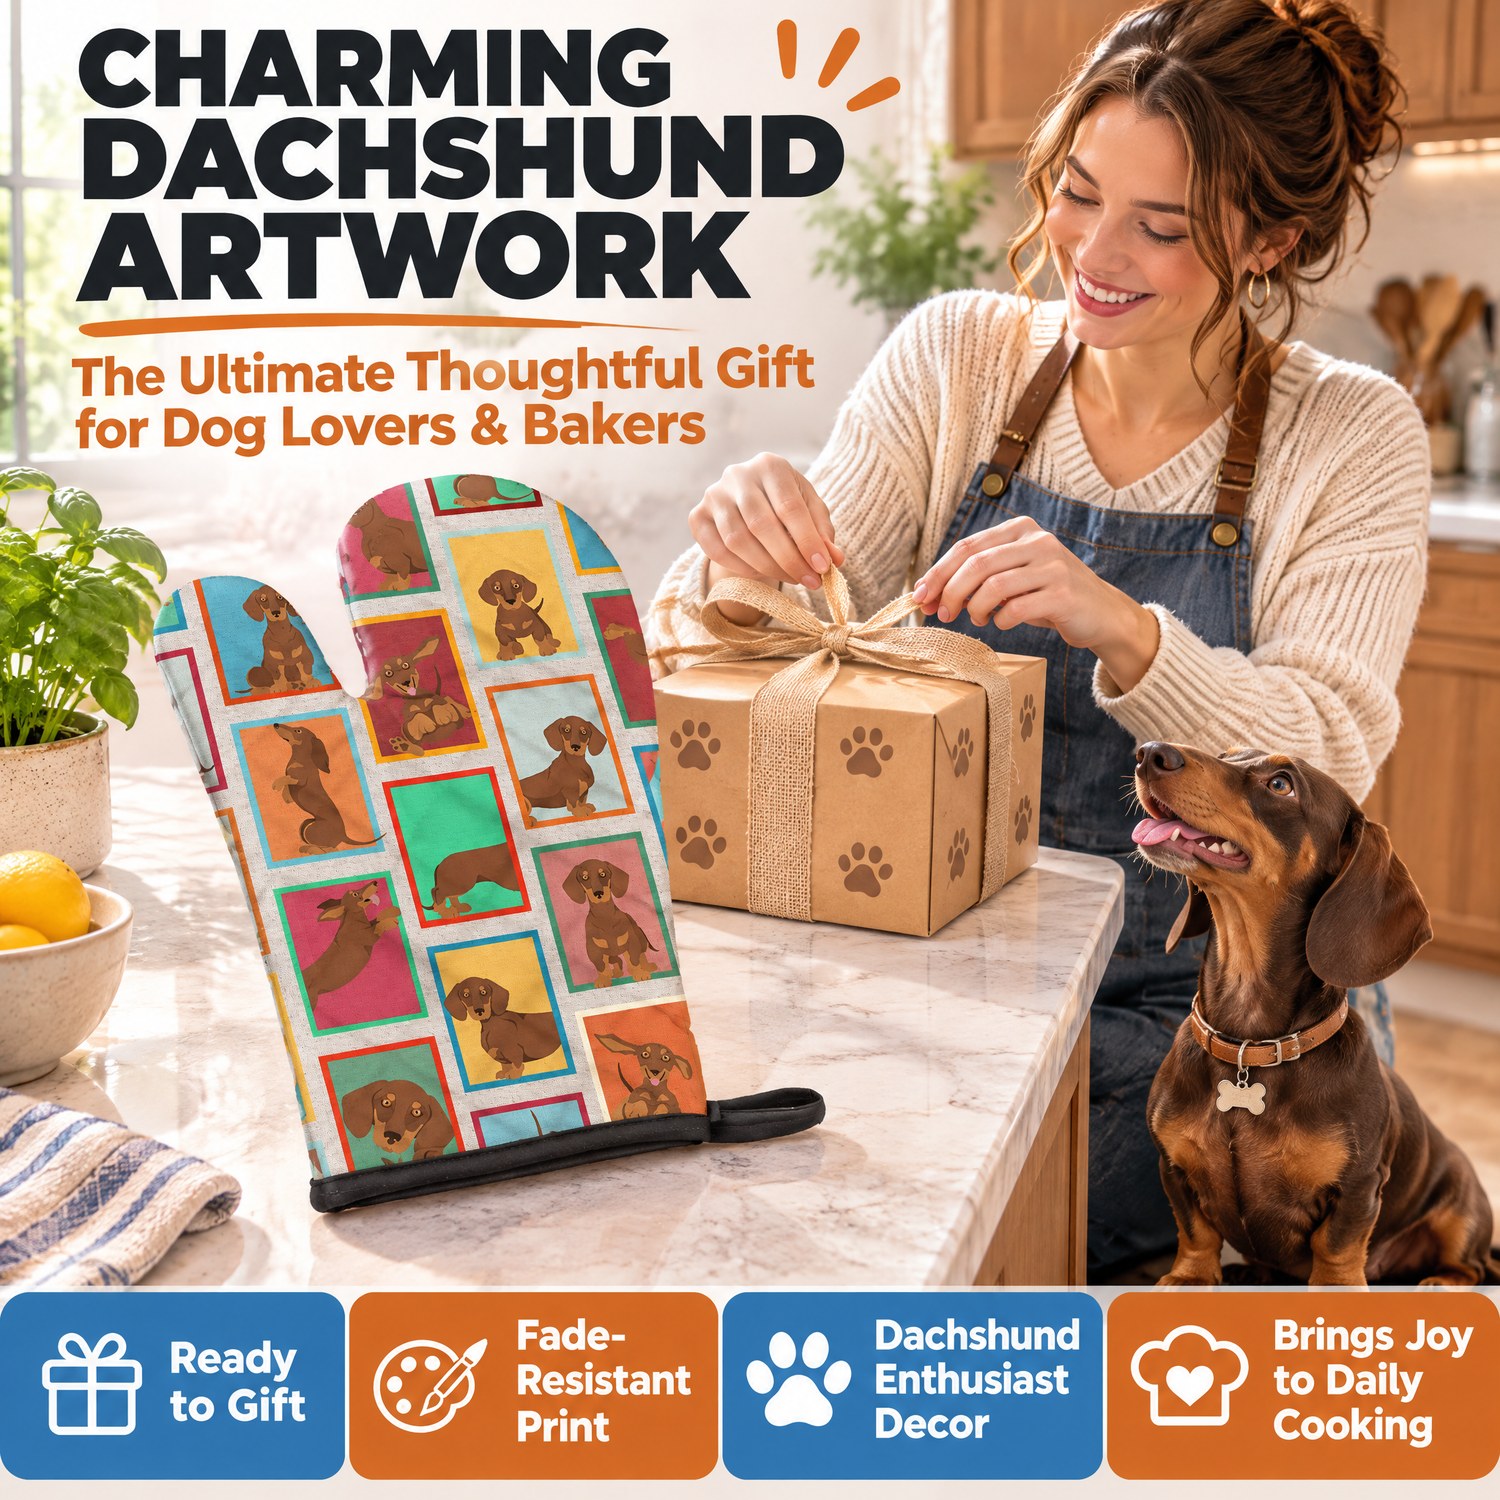 CHARMING
DACHSHUND
ARTWORK
The Ultimate Thoughtful Gift
for Dog Lovers & Bakers
Ready
to Gift
Fade-
Resistant
Print
Dachshund
Enthusiast
Decor
Brings Joy
to Daily
Cooking